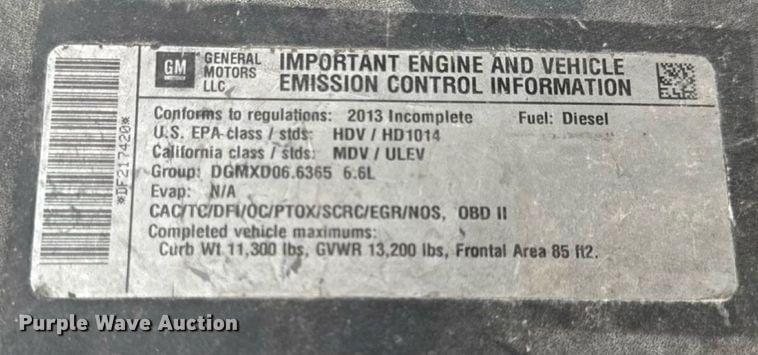 GM
GENERAL MOTORS LLC
IMPORTANT ENGINE AND VEHICLE
EMISSION CONTROL INFORMATION
Conforms to regulations: 2013 Incomplete Fuel: Diesel
U.S. EPA class / stds: HDV / HD1014
California class / stds: MDV / ULEV
Group: DGMXD06.6365 6.6L
Evap: N/A
CAC/TC/DFI/OC/PTOX/SCRC/EGR/NOS, OBD II
Completed vehicle maximums:
Curb Wt 11,300 lbs, GVWR 13,200 lbs, Frontal Area 85 ft2.
*DF217420*
Purple Wave Auction